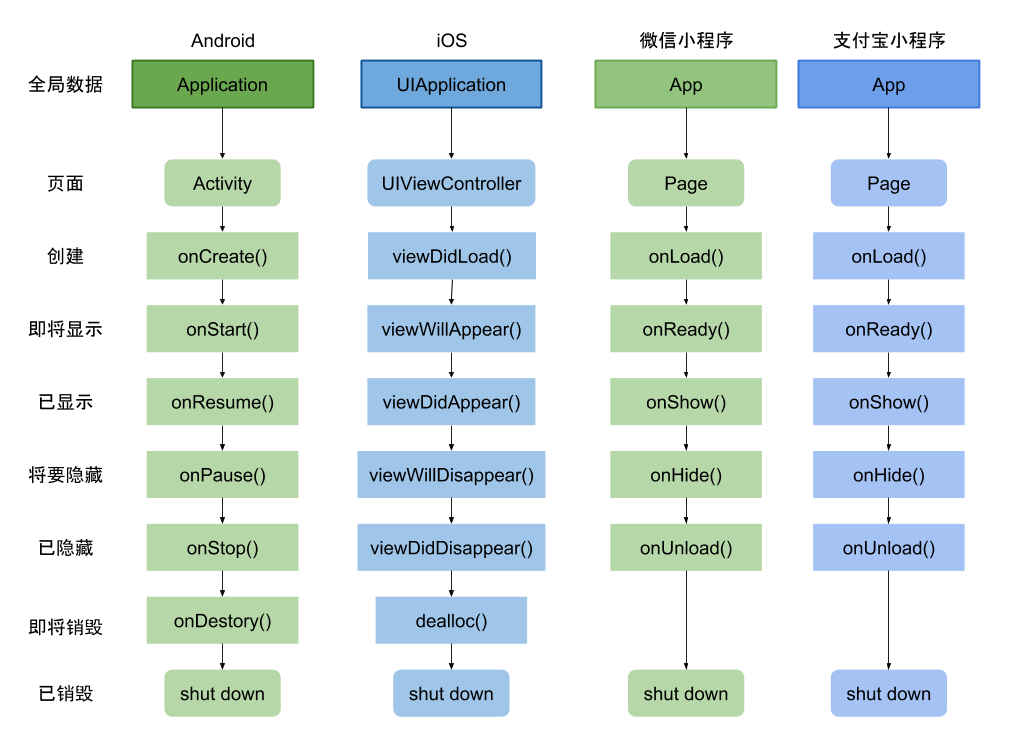 Android iOS 微信小程序 支付宝小程序
全局数据 Application UIApplication App App
页面 Activity UIViewController Page Page
创建 onCreate() viewDidLoad() onLoad() onLoad()
即将显示 onStart() viewWillAppear() onReady() onReady()
已显示 onResume() viewDidAppear() onShow() onShow()
将要隐藏 onPause() viewWillDisappear() onHide() onHide()
已隐藏 onStop() viewDidDisappear() onUnload() onUnload()
即将销毁 onDestory() dealloc()
已销毁 shut down shut down shut down shut down